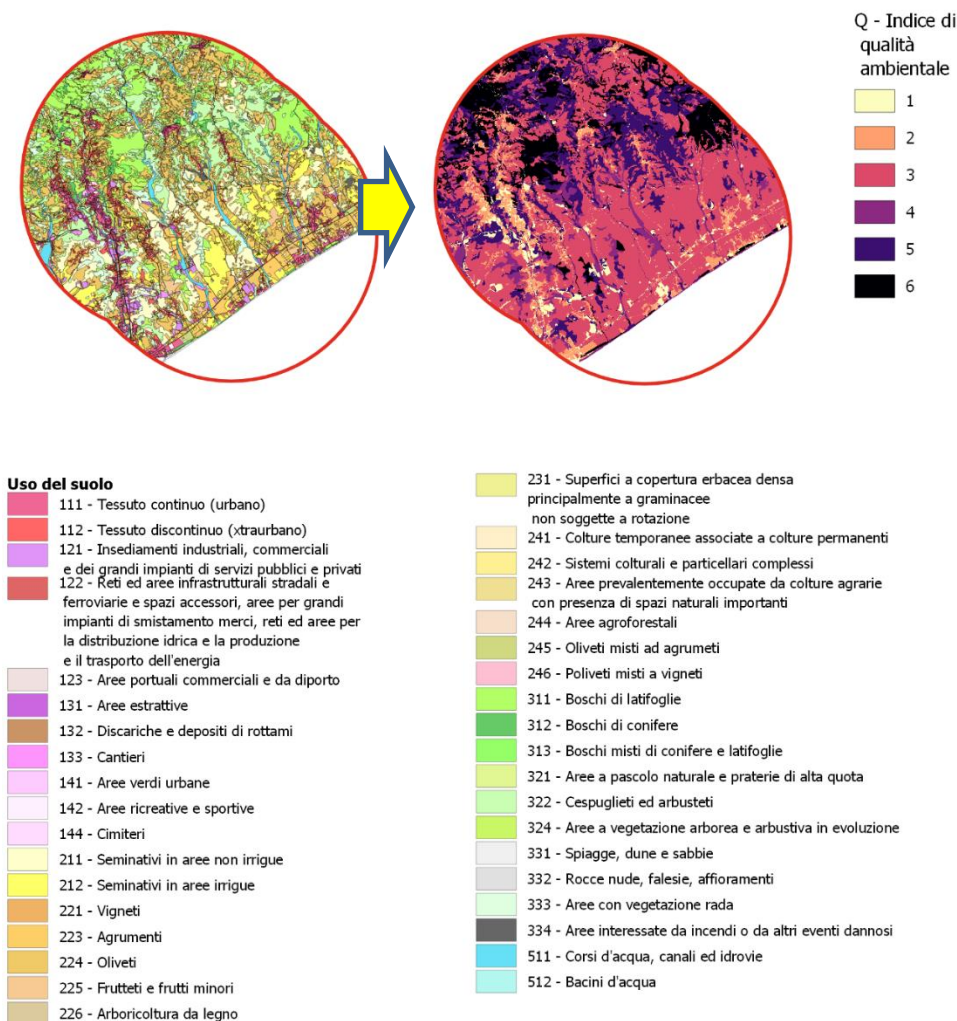 Q - Indice di
qualità
ambientale
1
2
3
4
5
6
Uso del suolo
111 - Tessuto continuo (urbano)
112 - Tessuto discontinuo (xtraurbano)
121 - Insediamenti industriali, commerciali
e dei grandi impianti di servizi pubblici e privati
122 - Reti ed aree infrastrutturali stradali e
ferroviarie e spazi accessori, aree per grandi
impianti di smistamento merci, reti ed aree per
la distribuzione idrica e la produzione
e il trasporto dell'energia
123 - Aree portuali commerciali e da diporto
131 - Aree estrattive
132 - Discariche e depositi di rottami
133 - Cantieri
141 - Aree verdi urbane
142 - Aree ricreative e sportive
144 - Cimiteri
211 - Seminativi in aree non irrigue
212 - Seminativi in aree irrigue
221 - Vigneti
223 - Agrumenti
224 - Oliveti
225 - Frutteti e frutti minori
226 - Arboricoltura da legno
231 - Superfici a copertura erbacea densa
principalmente a graminacee
non soggette a rotazione
241 - Colture temporanee associate a colture permanenti
242 - Sistemi colturali e particellari complessi
243 - Aree prevalentemente occupate da colture agrarie
con presenza di spazi naturali importanti
244 - Aree agroforestali
245 - Oliveti misti ad agrumeti
246 - Poliveti misti a vigneti
311 - Boschi di latifoglie
312 - Boschi di conifere
313 - Boschi misti di conifere e latifoglie
321 - Aree a pascolo naturale e praterie di alta quota
322 - Cespuglieti ed arbusteti
324 - Aree a vegetazione arborea e arbustiva in evoluzione
331 - Spiagge, dune e sabbie
332 - Rocce nude, falesie, affioramenti
333 - Aree con vegetazione rada
334 - Aree interessate da incendi o da altri eventi dannosi
511 - Corsi d'acqua, canali ed idrovie
512 - Bacini d'acqua